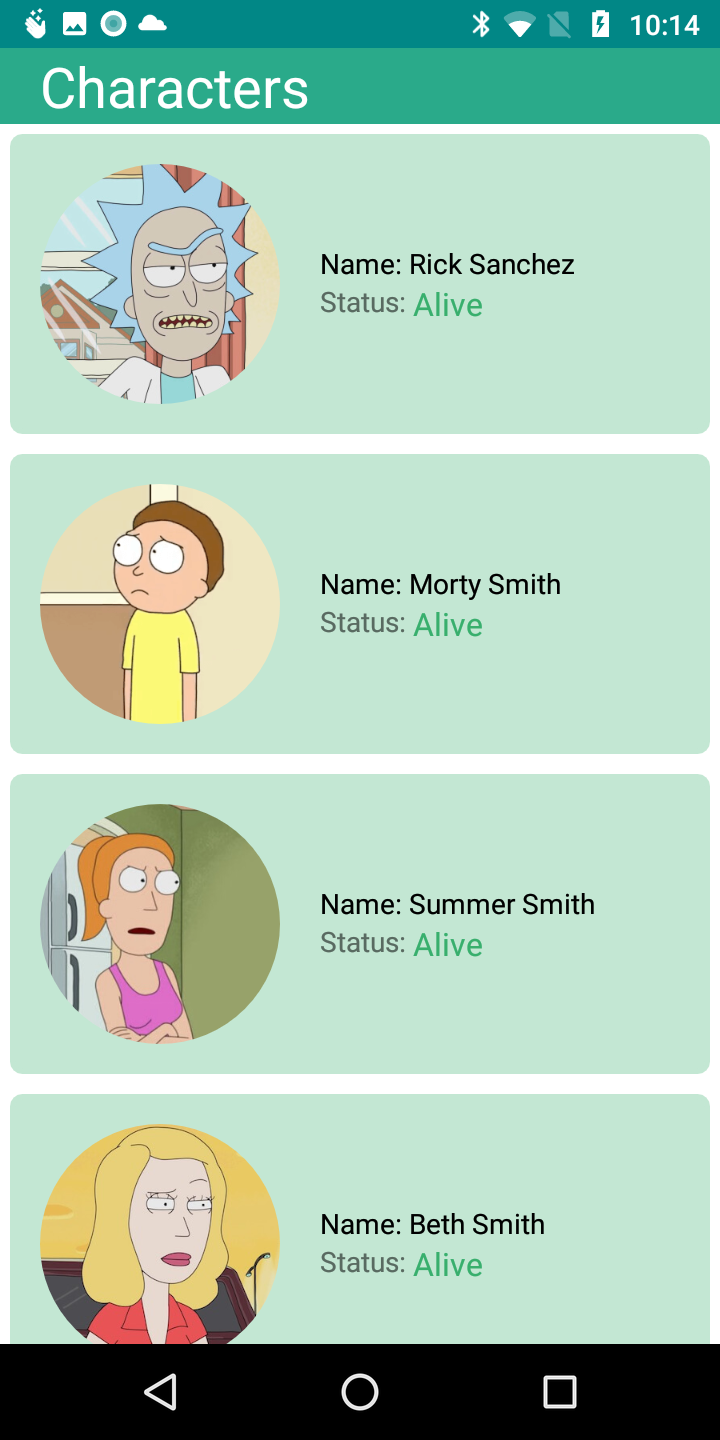 10:14
Characters
Name: Rick Sanchez
Status: Alive
Name: Morty Smith
Status: Alive
Name: Summer Smith
Status: Alive
Name: Beth Smith
Status: Alive